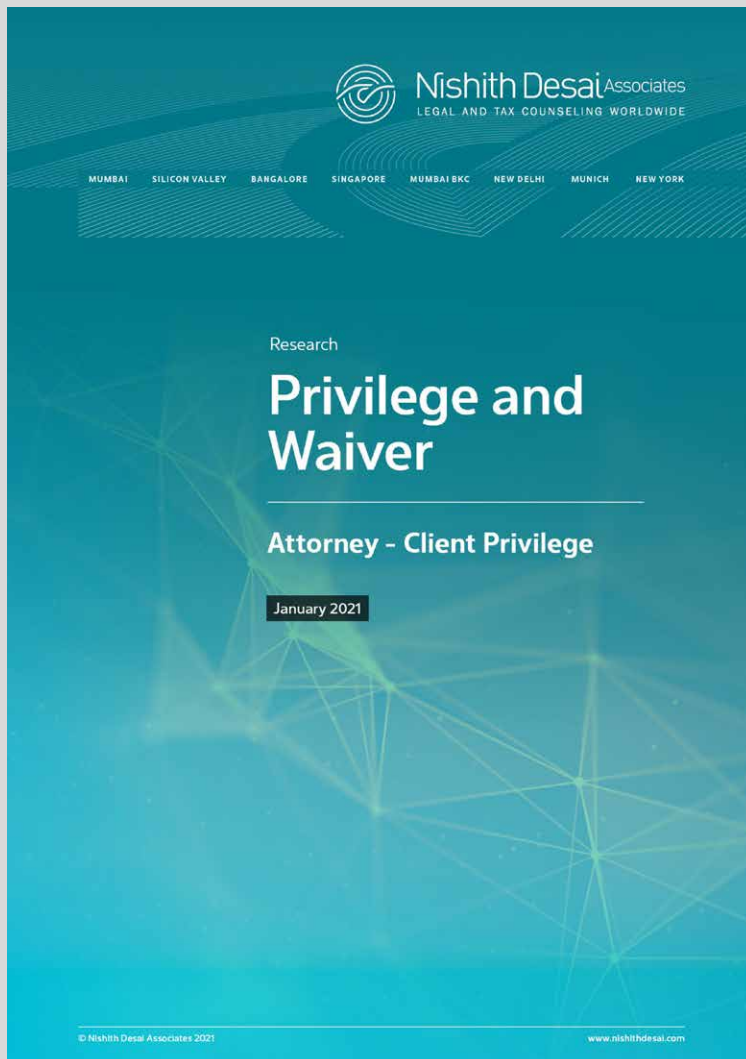 Nishith Desai Associates
LEGAL AND TAX COUNSELING WORLDWIDE
MUMBAI SILICON VALLEY BANGALORE SINGAPORE MUMBAI BKC NEW DELHI MUNICH NEW YORK
Research
Privilege and
Waiver
Attorney - Client Privilege
January 2021
© Nishith Desai Associates 2021 www.nishithdesai.com